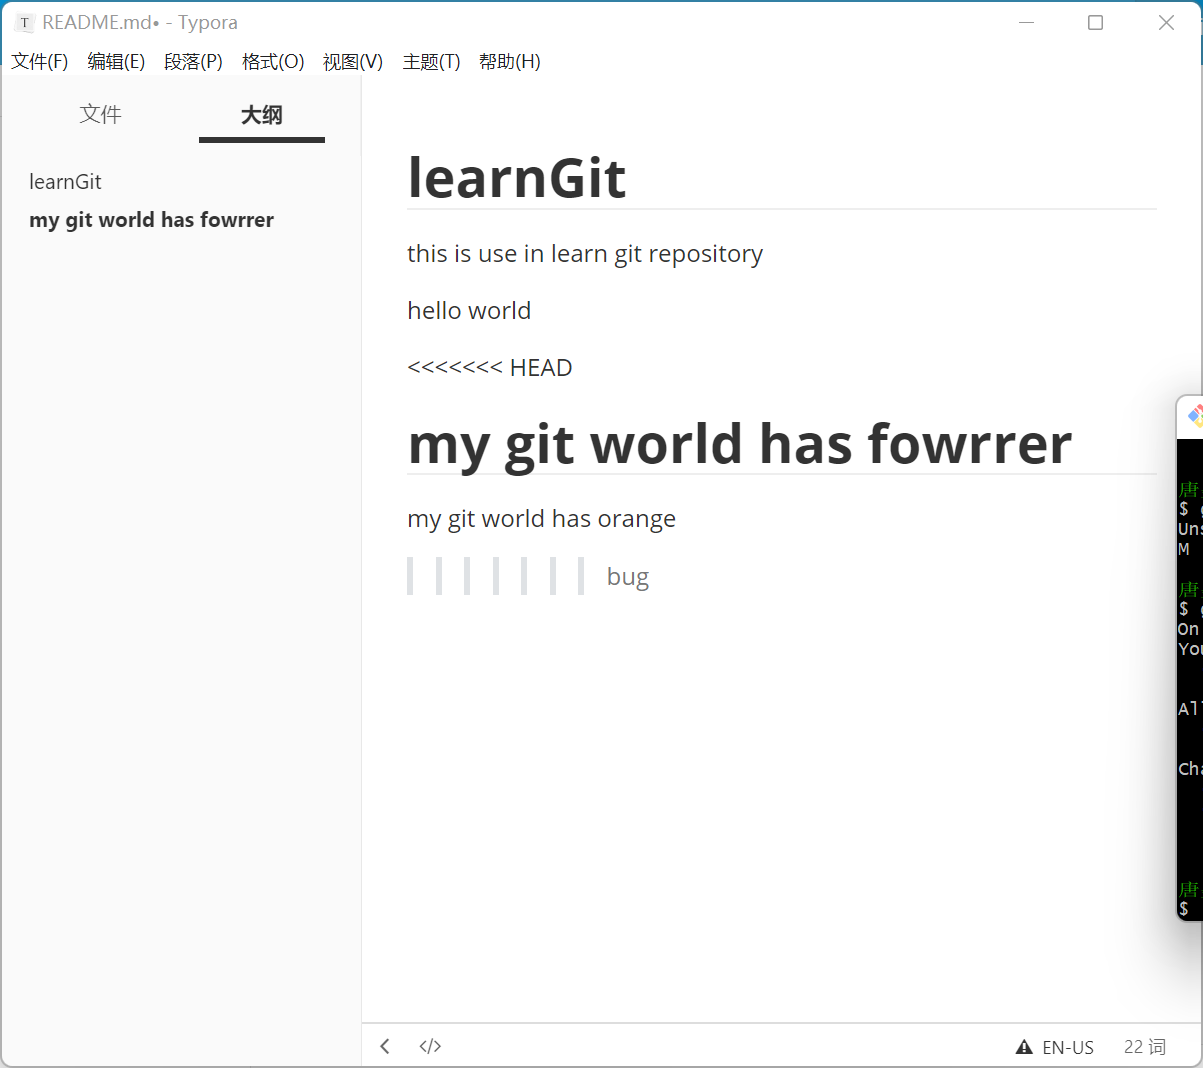 README.md• - Typora
文件(F) 编辑(E) 段落(P) 格式(O) 视图(V) 主题(T) 帮助(H)
文件 大纲
learnGit
my git world has fowrrer
learnGit
this is use in learn git repository
hello world
<<<<<<< HEAD
my git world has fowrrer
my git world has orange
bug
唐
$ g
Uns
M
唐
$ g
On
You
All
Cha
唐
$
</> EN-US 22 词